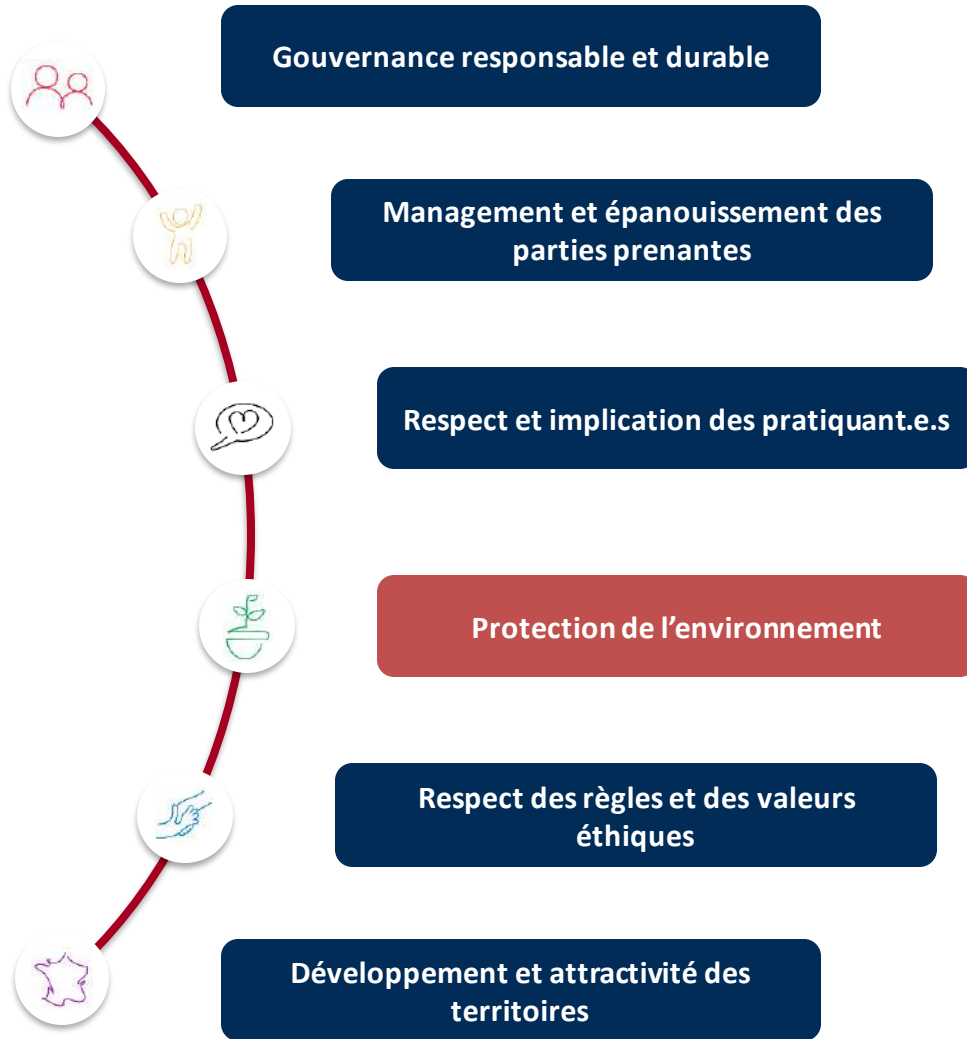 Gouvernance responsable et durable
Management et épanouissement des
parties prenantes
Respect et implication des pratiquant.e.s
Protection de l’environnement
Respect des règles et des valeurs
éthiques
Développement et attractivité des
territoires